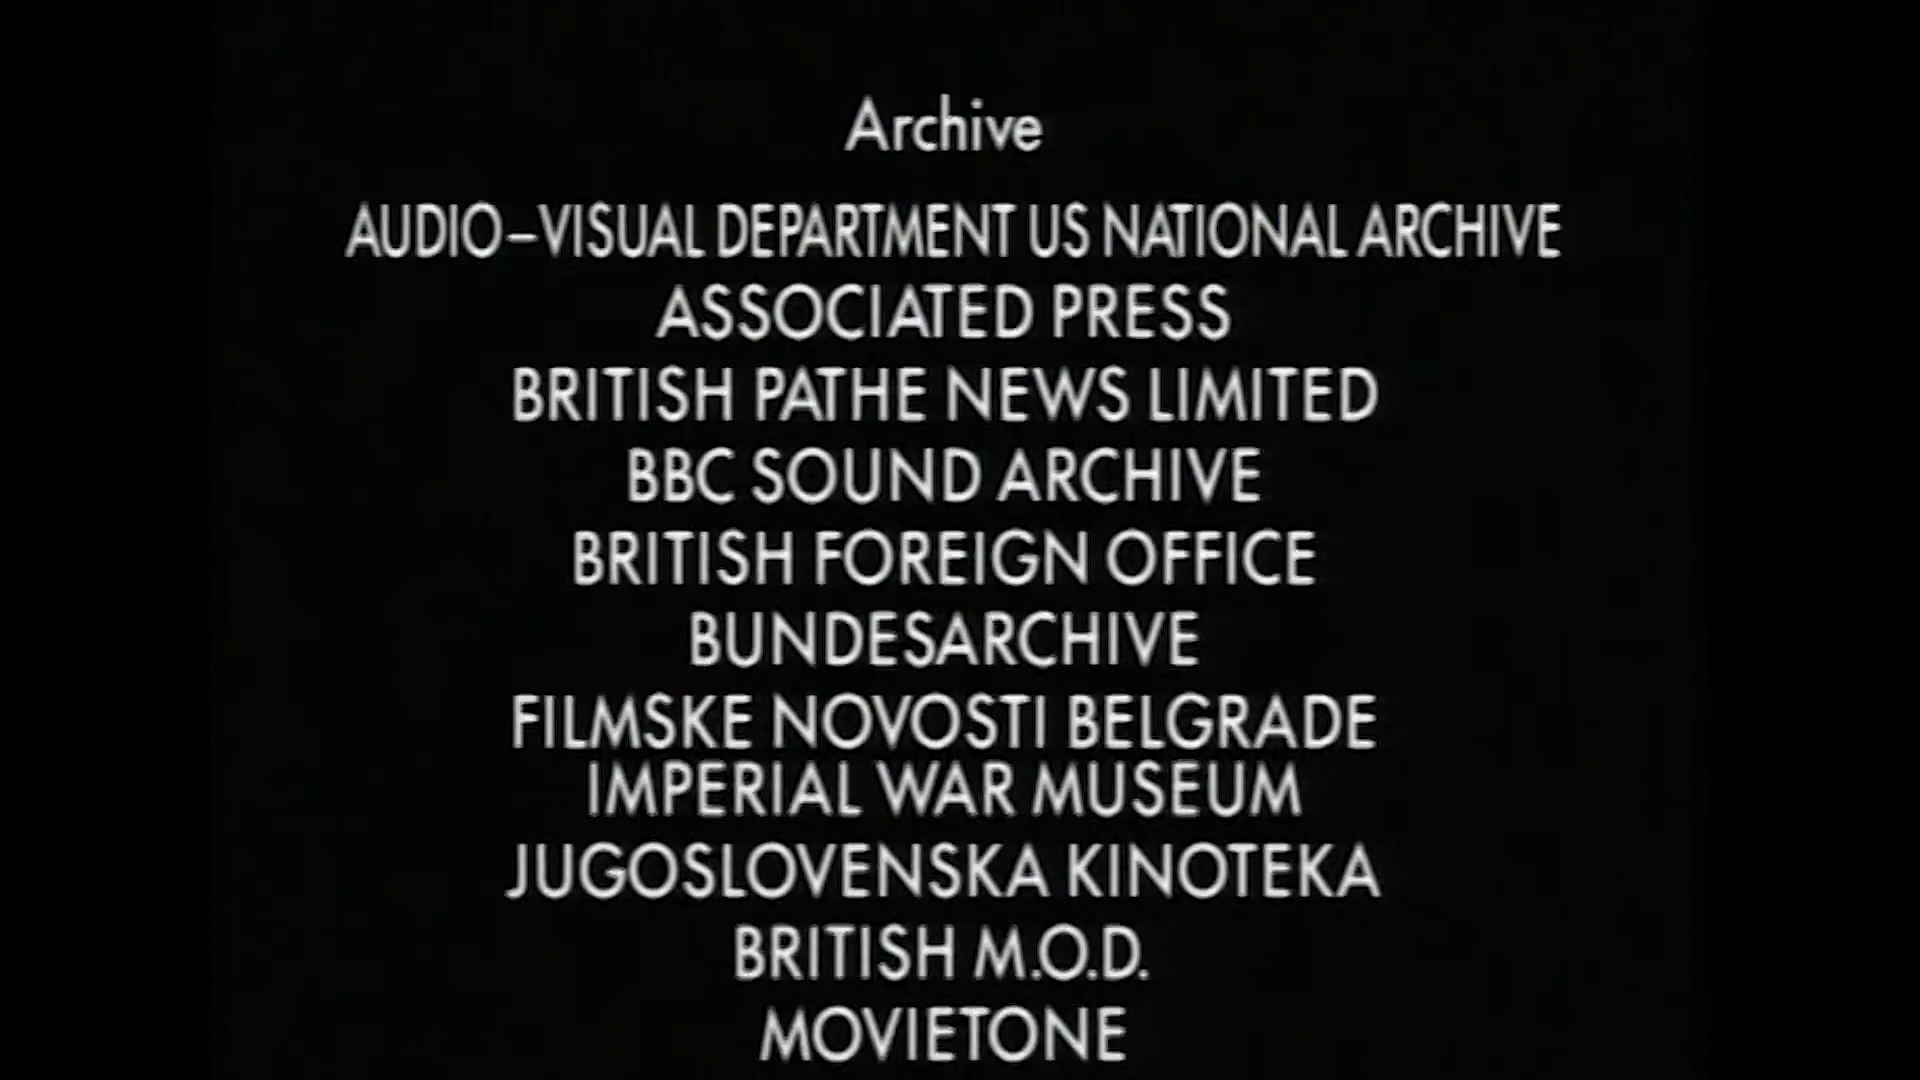 Archive
AUDIO–VISUAL DEPARTMENT US NATIONAL ARCHIVE
ASSOCIATED PRESS
BRITISH PATHE NEWS LIMITED
BBC SOUND ARCHIVE
BRITISH FOREIGN OFFICE
BUNDESARCHIVE
FILMSKE NOVOSTI BELGRADE
IMPERIAL WAR MUSEUM
JUGOSLOVENSKA KINOTEKA
BRITISH M.O.D.
MOVIETONE